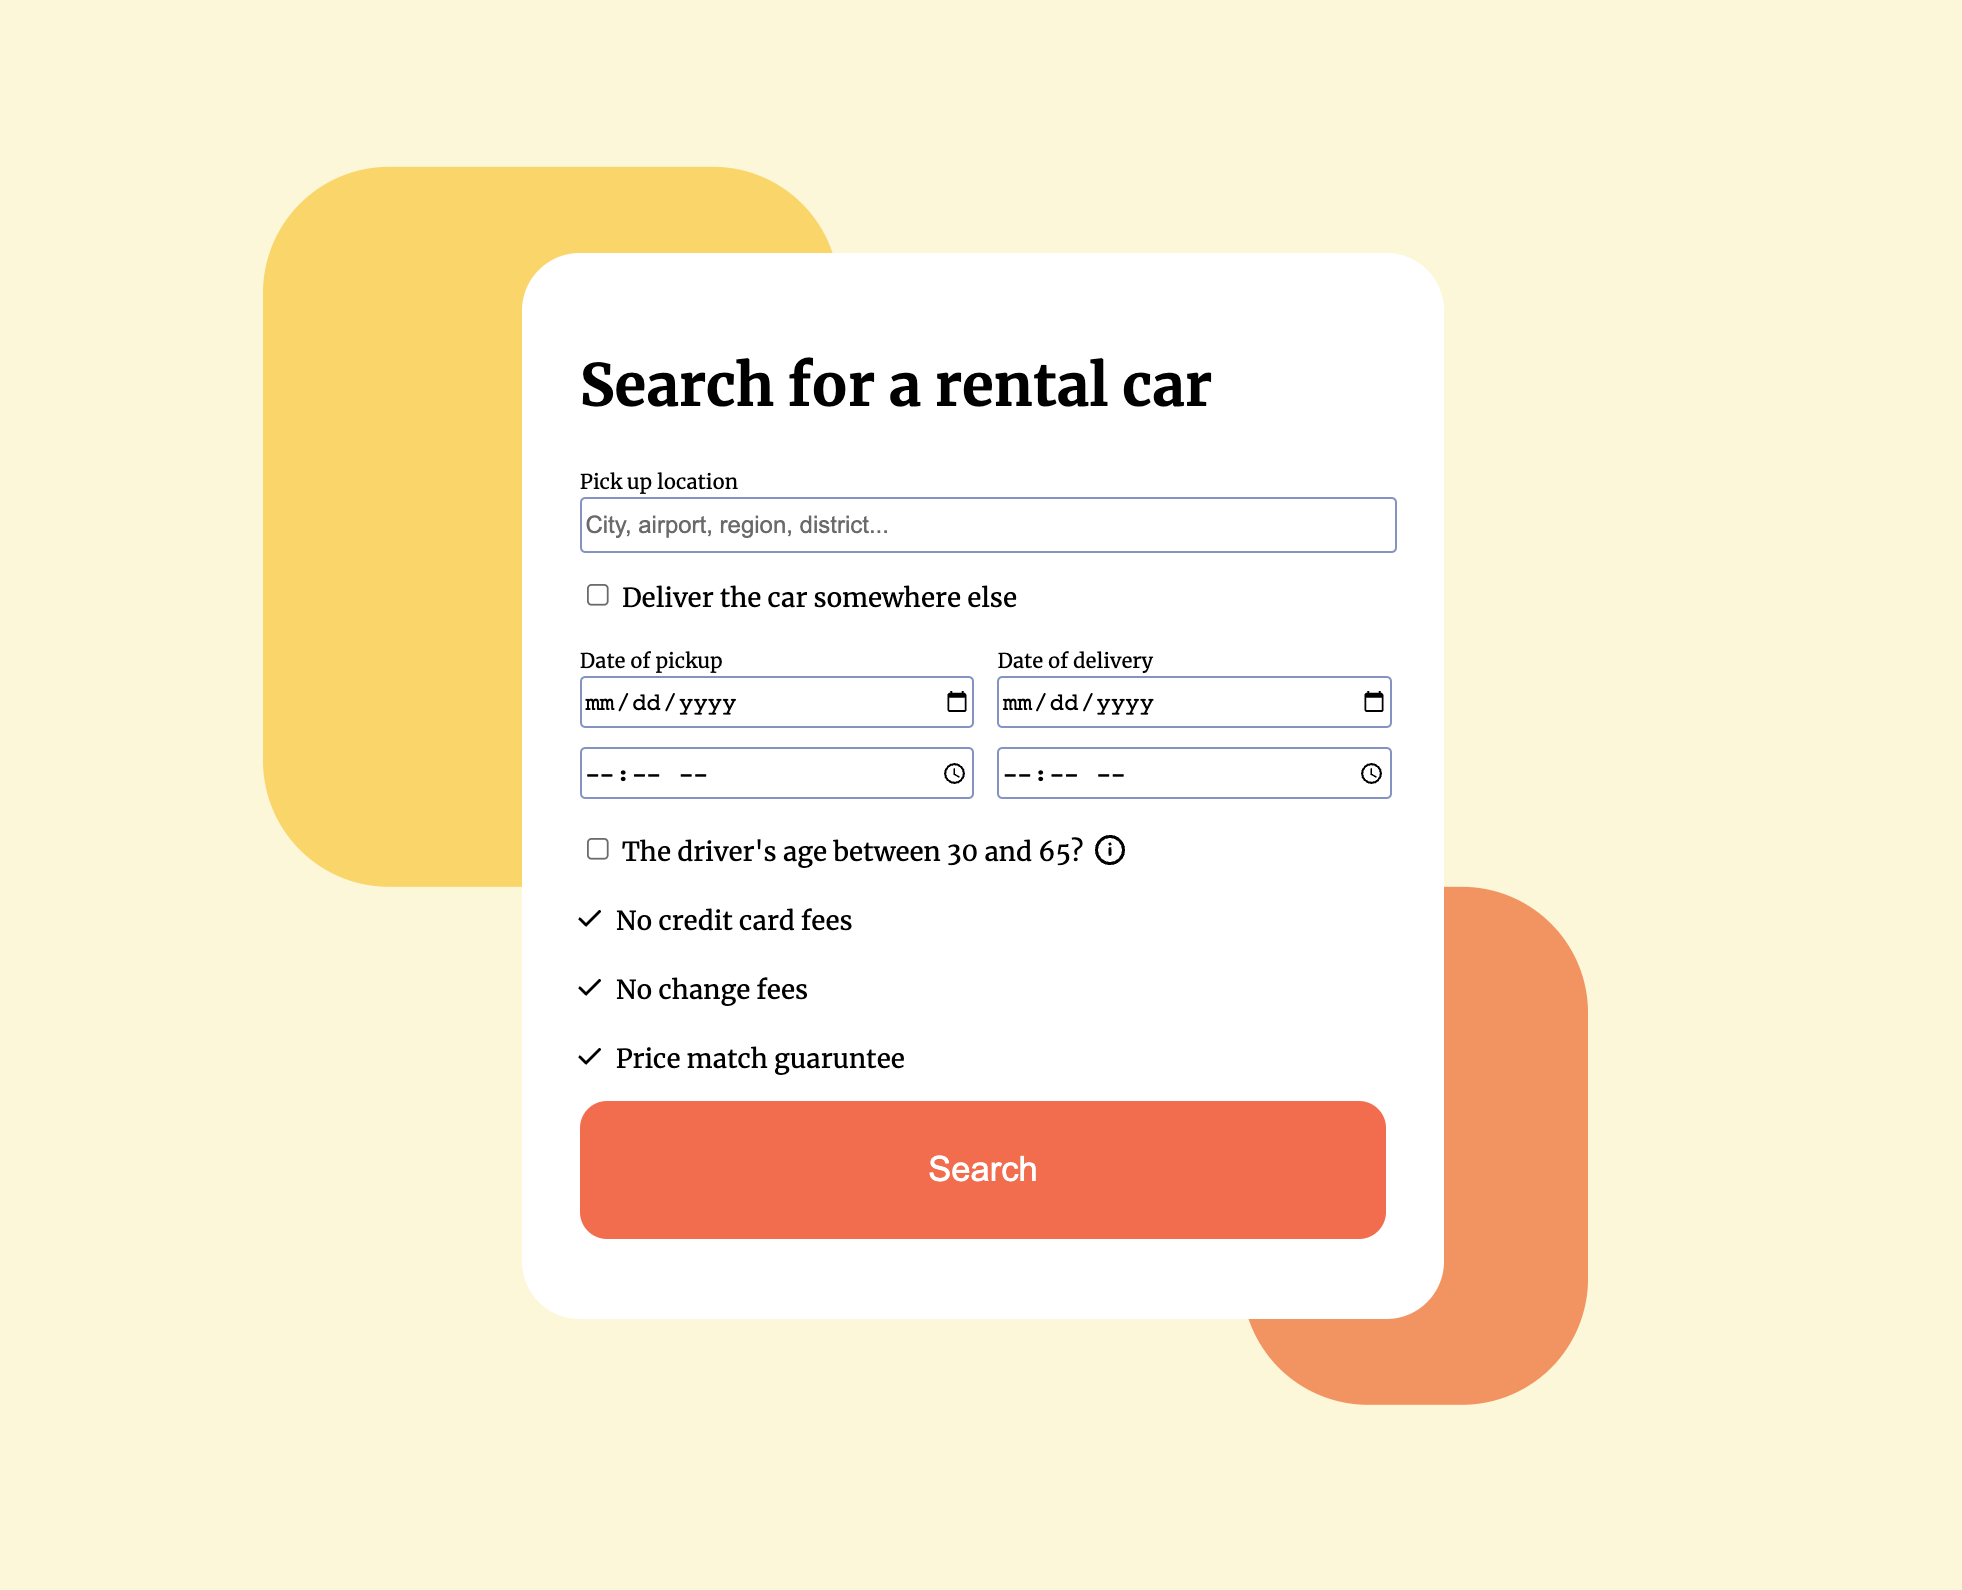 Search for a rental car
Pick up location
City, airport, region, district...
Deliver the car somewhere else
Date of pickup
Date of delivery
mm/dd/yyyy
mm/dd/yyyy
--:-- --
--:-- --
The driver's age between 30 and 65?
No credit card fees
No change fees
Price match guaruntee
Search